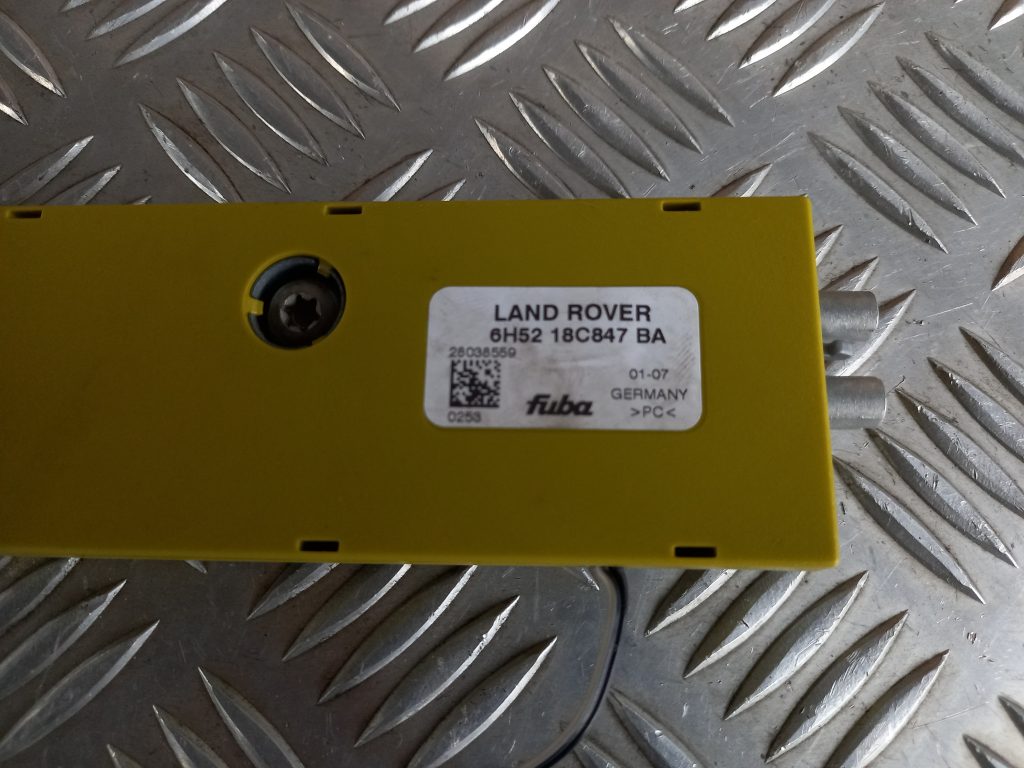 LAND ROVER
6H52 18C847 BA
28038559
0253
fuba
01-07
GERMANY
>PC<